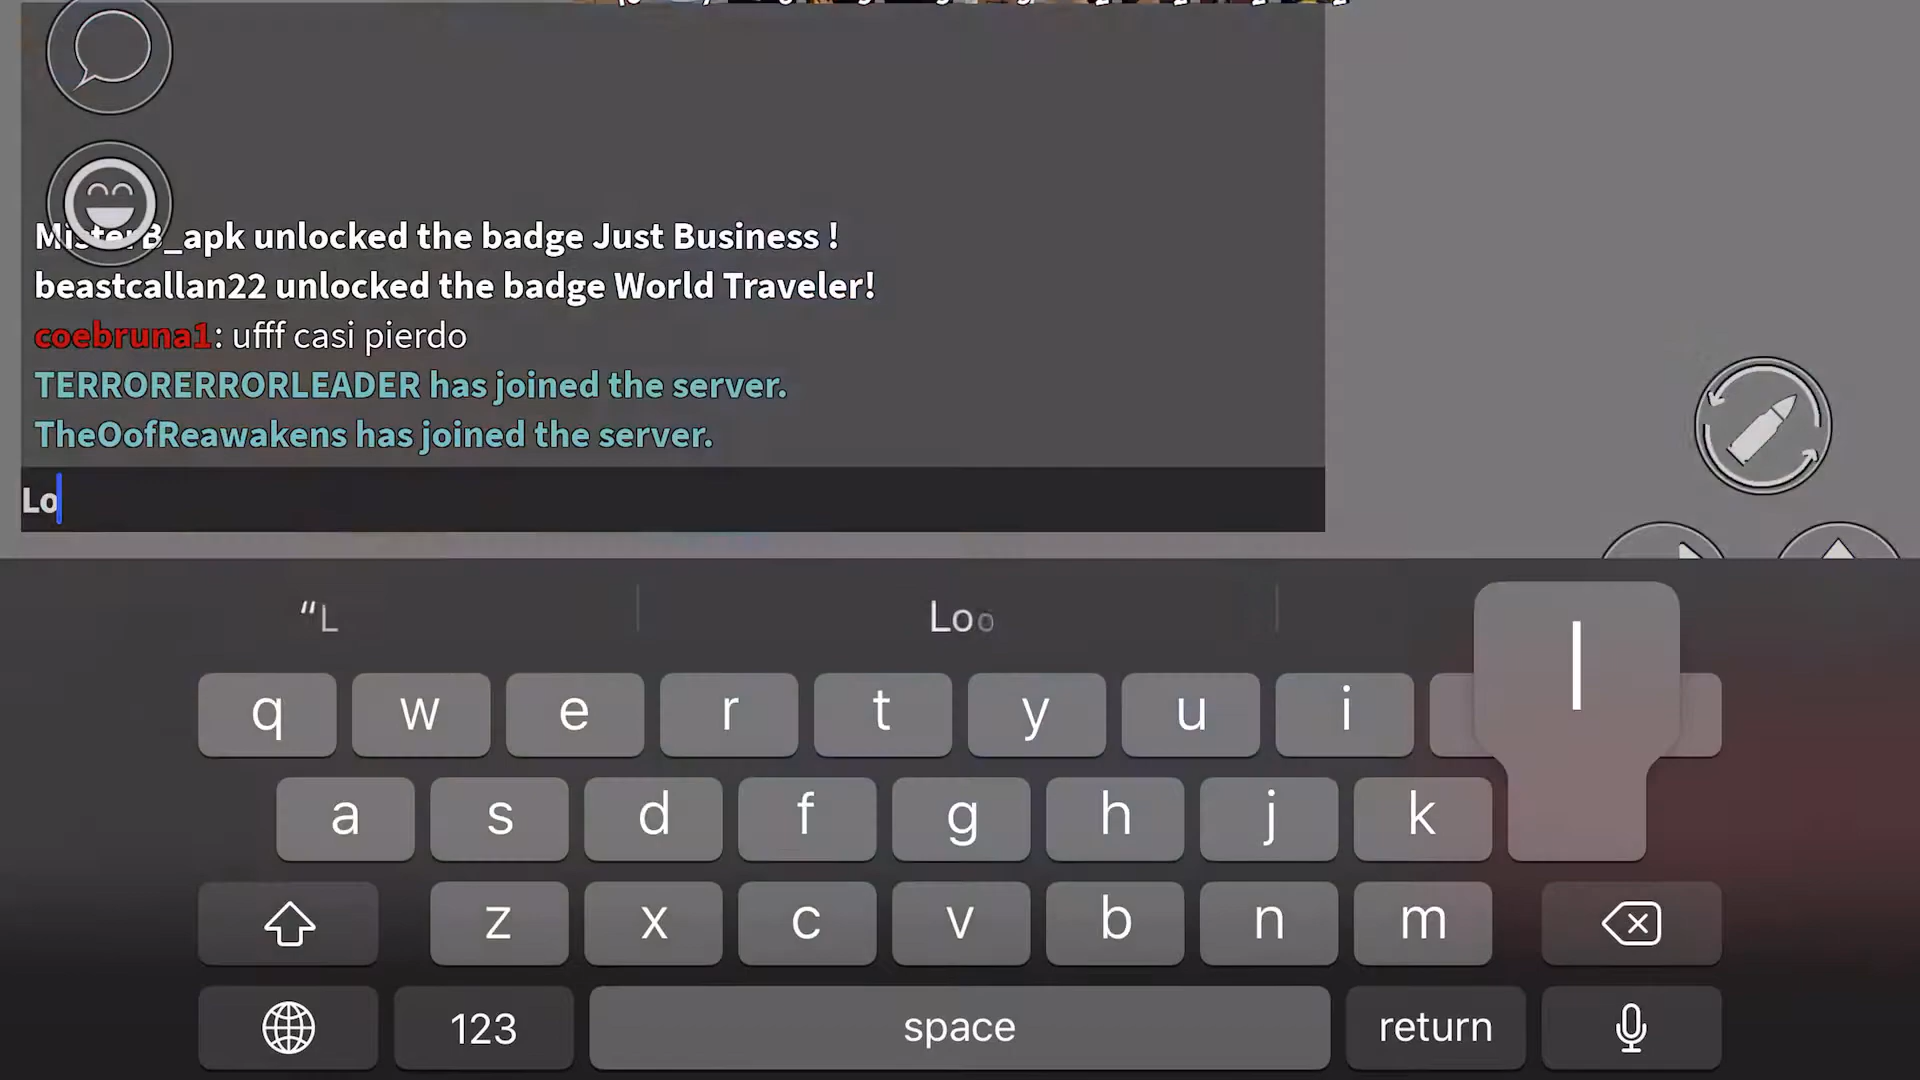 MisterB_apk unlocked the badge Just Business !
beastcallan22 unlocked the badge World Traveler!
coebruna1: ufff casi pierdo
TERRORERRORLEADER has joined the server.
TheOofReawakens has joined the server.
Lo
“L Loo
q w e r t y u i
l
a s d f g h j k
z x c v b n m
123 space return